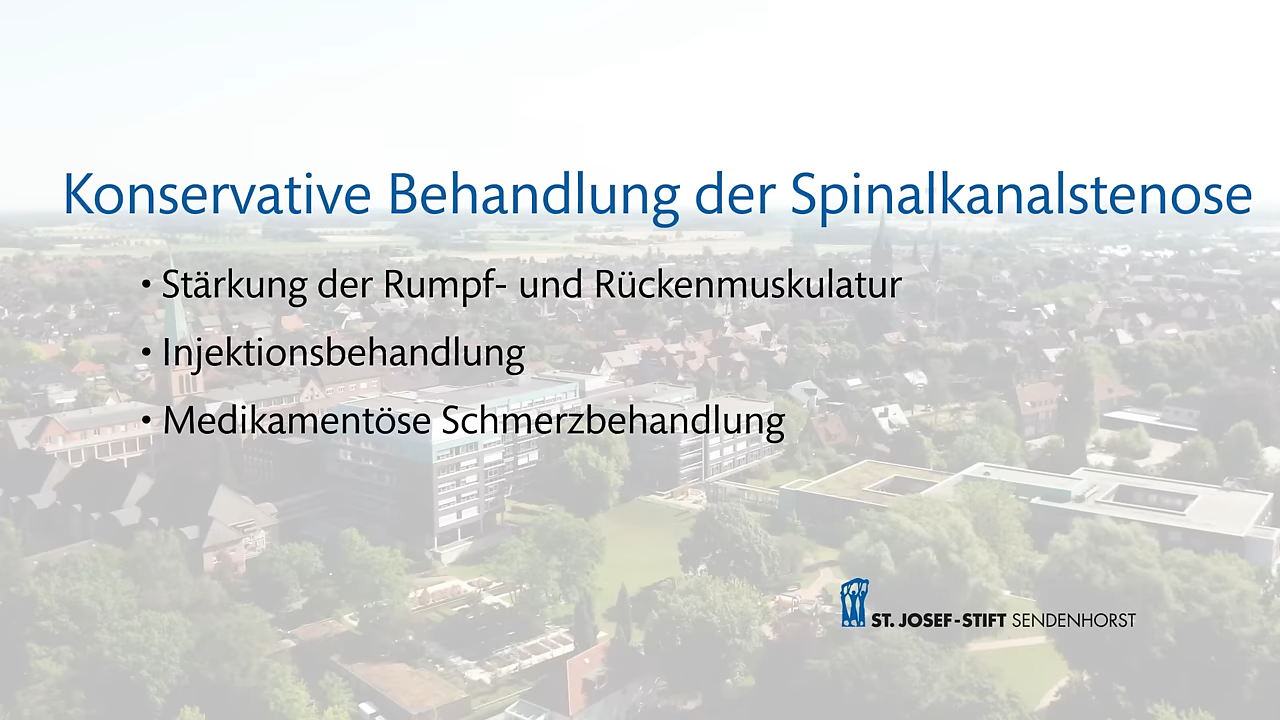 Konservative Behandlung der Spinalkanalstenose
• Stärkung der Rumpf- und Rückenmuskulatur
• Injektionsbehandlung
• Medikamentöse Schmerzbehandlung
ST. JOSEF-STIFT SENDENHORST